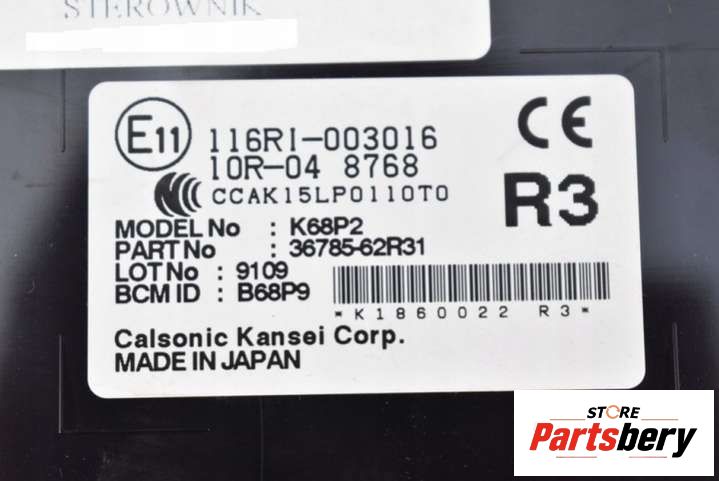 STEROWNIK
E11
116RI-003016
10R-04 8768
CCAK15LP0110T0
CE
R3
MODEL No : K68P2
PART No : 36785-62R31
LOT No : 9109
BCM ID : B68P9
*K1860022 R3*
Calsonic Kansei Corp.
MADE IN JAPAN
STORE
Partsbery